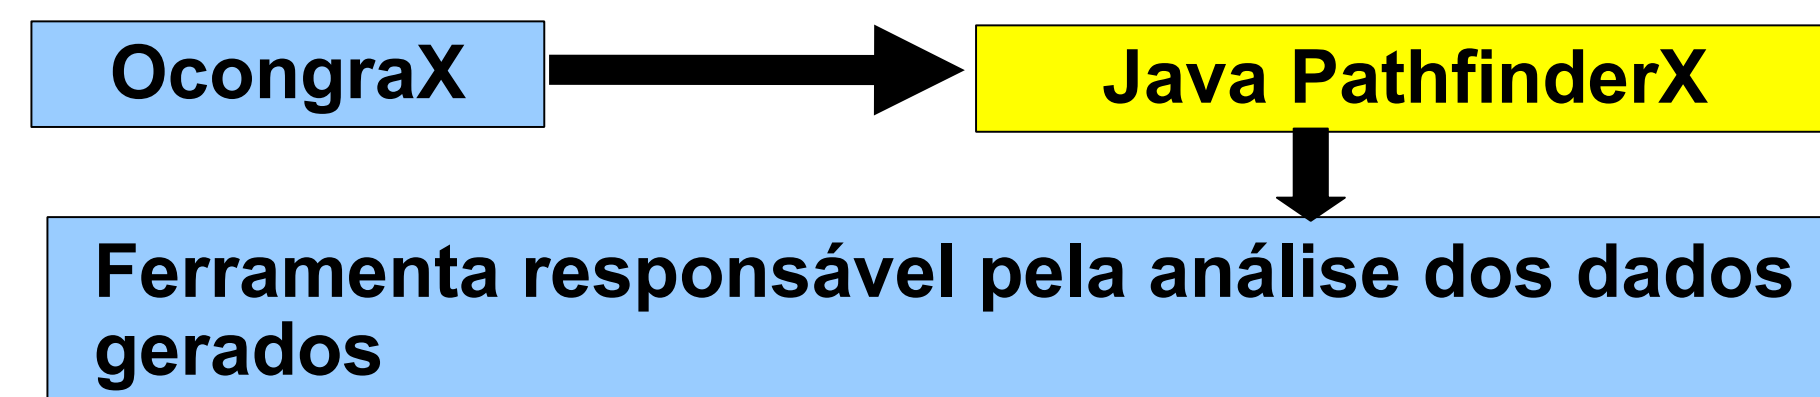 OcongraX
Java PathfinderX
Ferramenta responsável pela análise dos dados
gerados